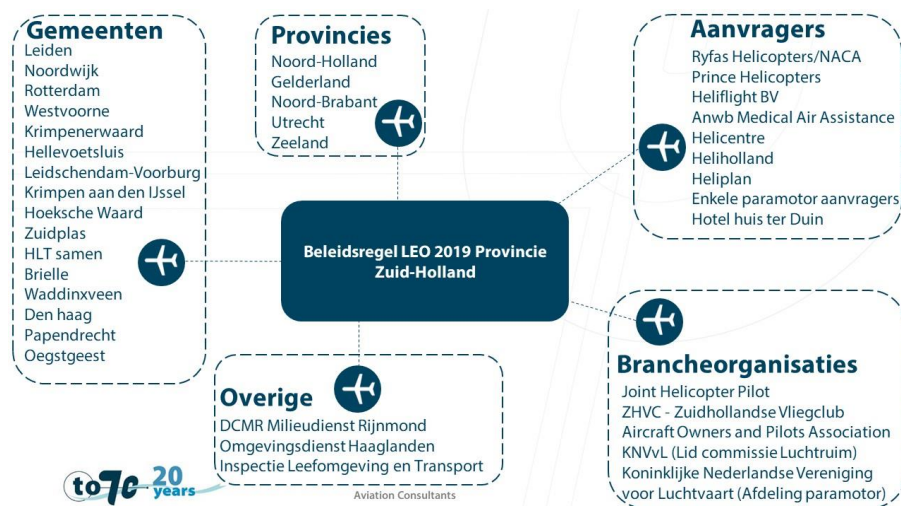 Gemeenten
Leiden
Noordwijk
Rotterdam
Westvoorne
Krimpenerwaard
Hellevoetsluis
Leidschendam-Voorburg
Krimpen aan den IJssel
Hoeksche Waard
Zuidplas
HLT samen
Brielle
Waddinxveen
Den haag
Papendrecht
Oegstgeest
Provincies
Noord-Holland
Gelderland
Noord-Brabant
Utrecht
Zeeland
Aanvragers
Ryfas Helicopters/NACA
Prince Helicopters
Heliflight BV
Anwb Medical Air Assistance
Helicentre
Heliholland
Heliplan
Enkele paramotor aanvragers
Hotel huis ter Duin
Beleidsregel LEO 2019 Provincie
Zuid-Holland
Overige
DCMR Milieudienst Rijnmond
Omgevingsdienst Haaglanden
Inspectie Leefomgeving en Transport
Brancheorganisaties
Joint Helicopter Pilot
ZHVC - Zuidhollandse Vliegclub
Aircraft Owners and Pilots Association
KNVvL (Lid commissie Luchtruim)
Koninklijke Nederlandse Vereniging
voor Luchtvaart (Afdeling paramotor)
to70 20
years
Aviation Consultants